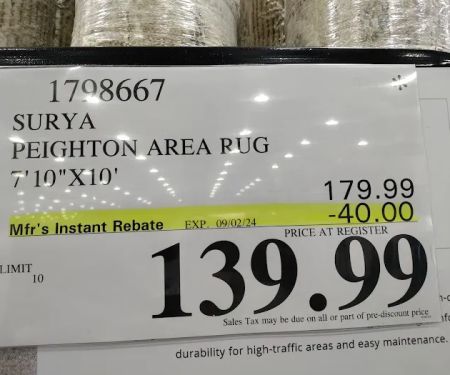 *
1798667
SURYA
PEIGHTON AREA RUG
7'10"X10'
179.99
Mfr's Instant Rebate EXP. 09/02/24 -40.00
PRICE AT REGISTER
139.99
LIMIT
10
Sales Tax may be due on all or part of pre-discount price
durability for high-traffic areas and easy maintenance.